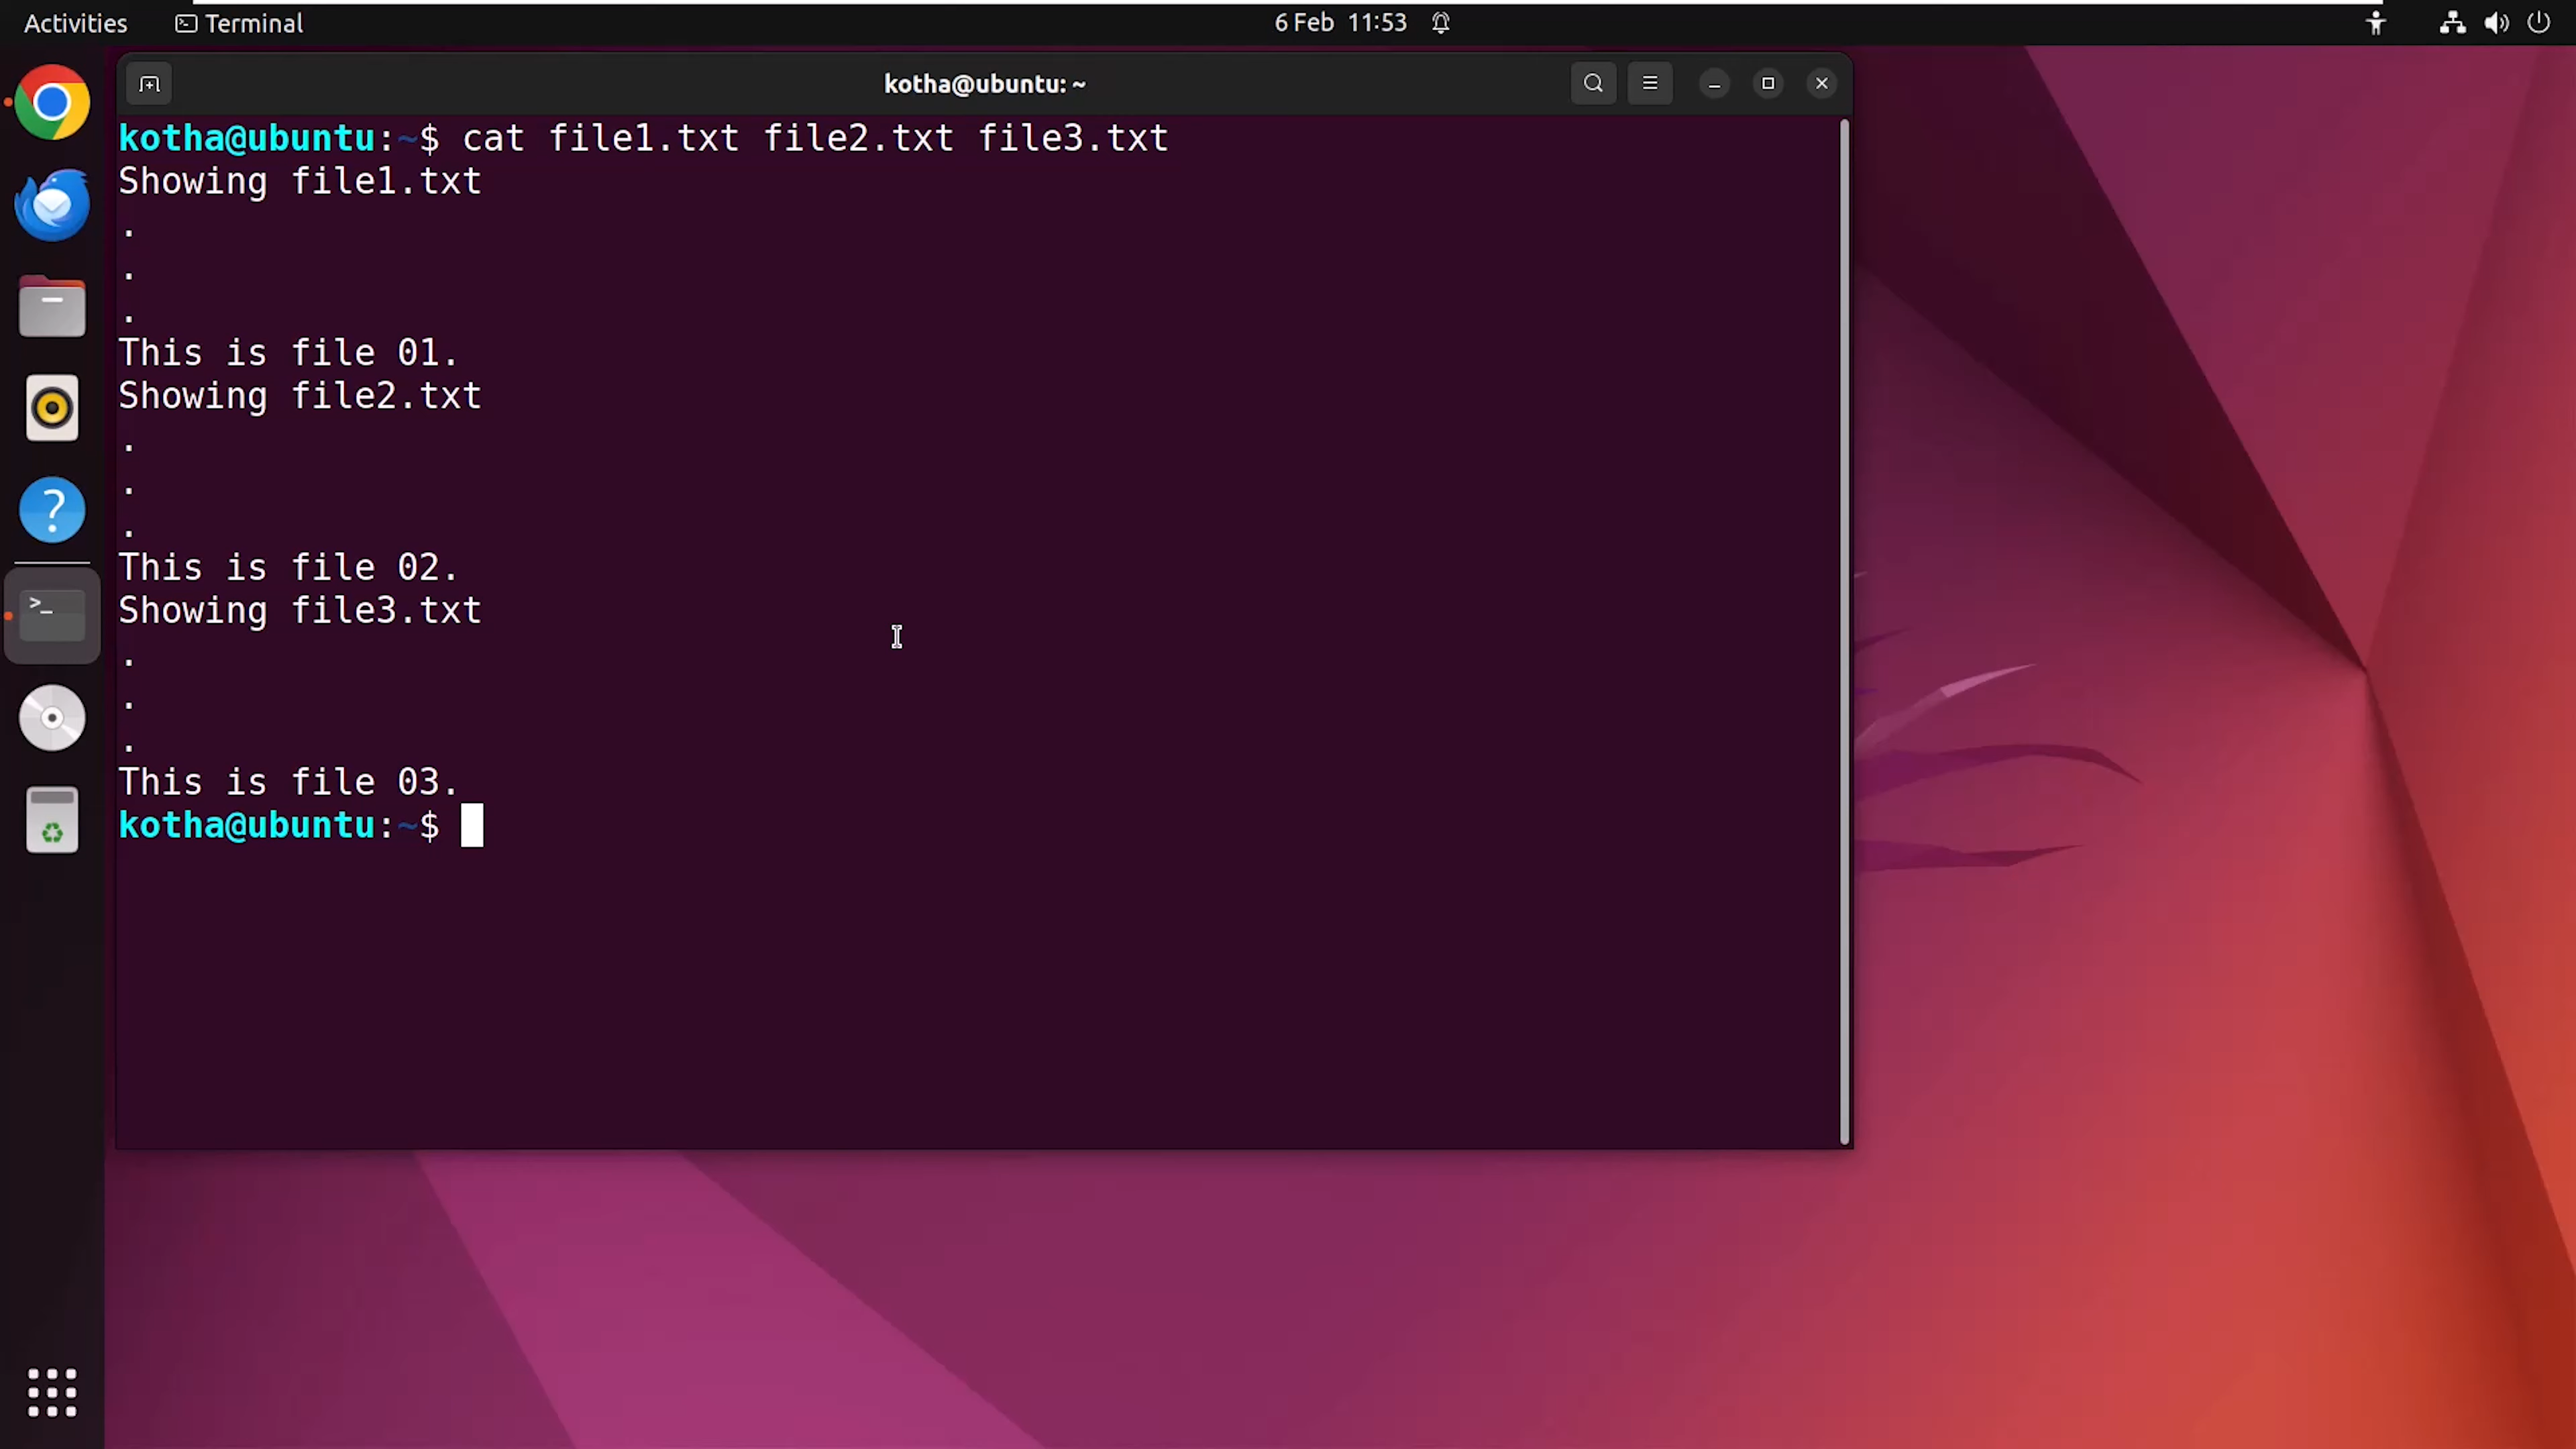 Activities Terminal 6 Feb 11:53
kotha@ubuntu: ~
kotha@ubuntu:~$ cat file1.txt file2.txt file3.txt
Showing file1.txt
.
.
.
This is file 01.
Showing file2.txt
.
.
.
This is file 02.
Showing file3.txt
.
.
.
This is file 03.
kotha@ubuntu:~$